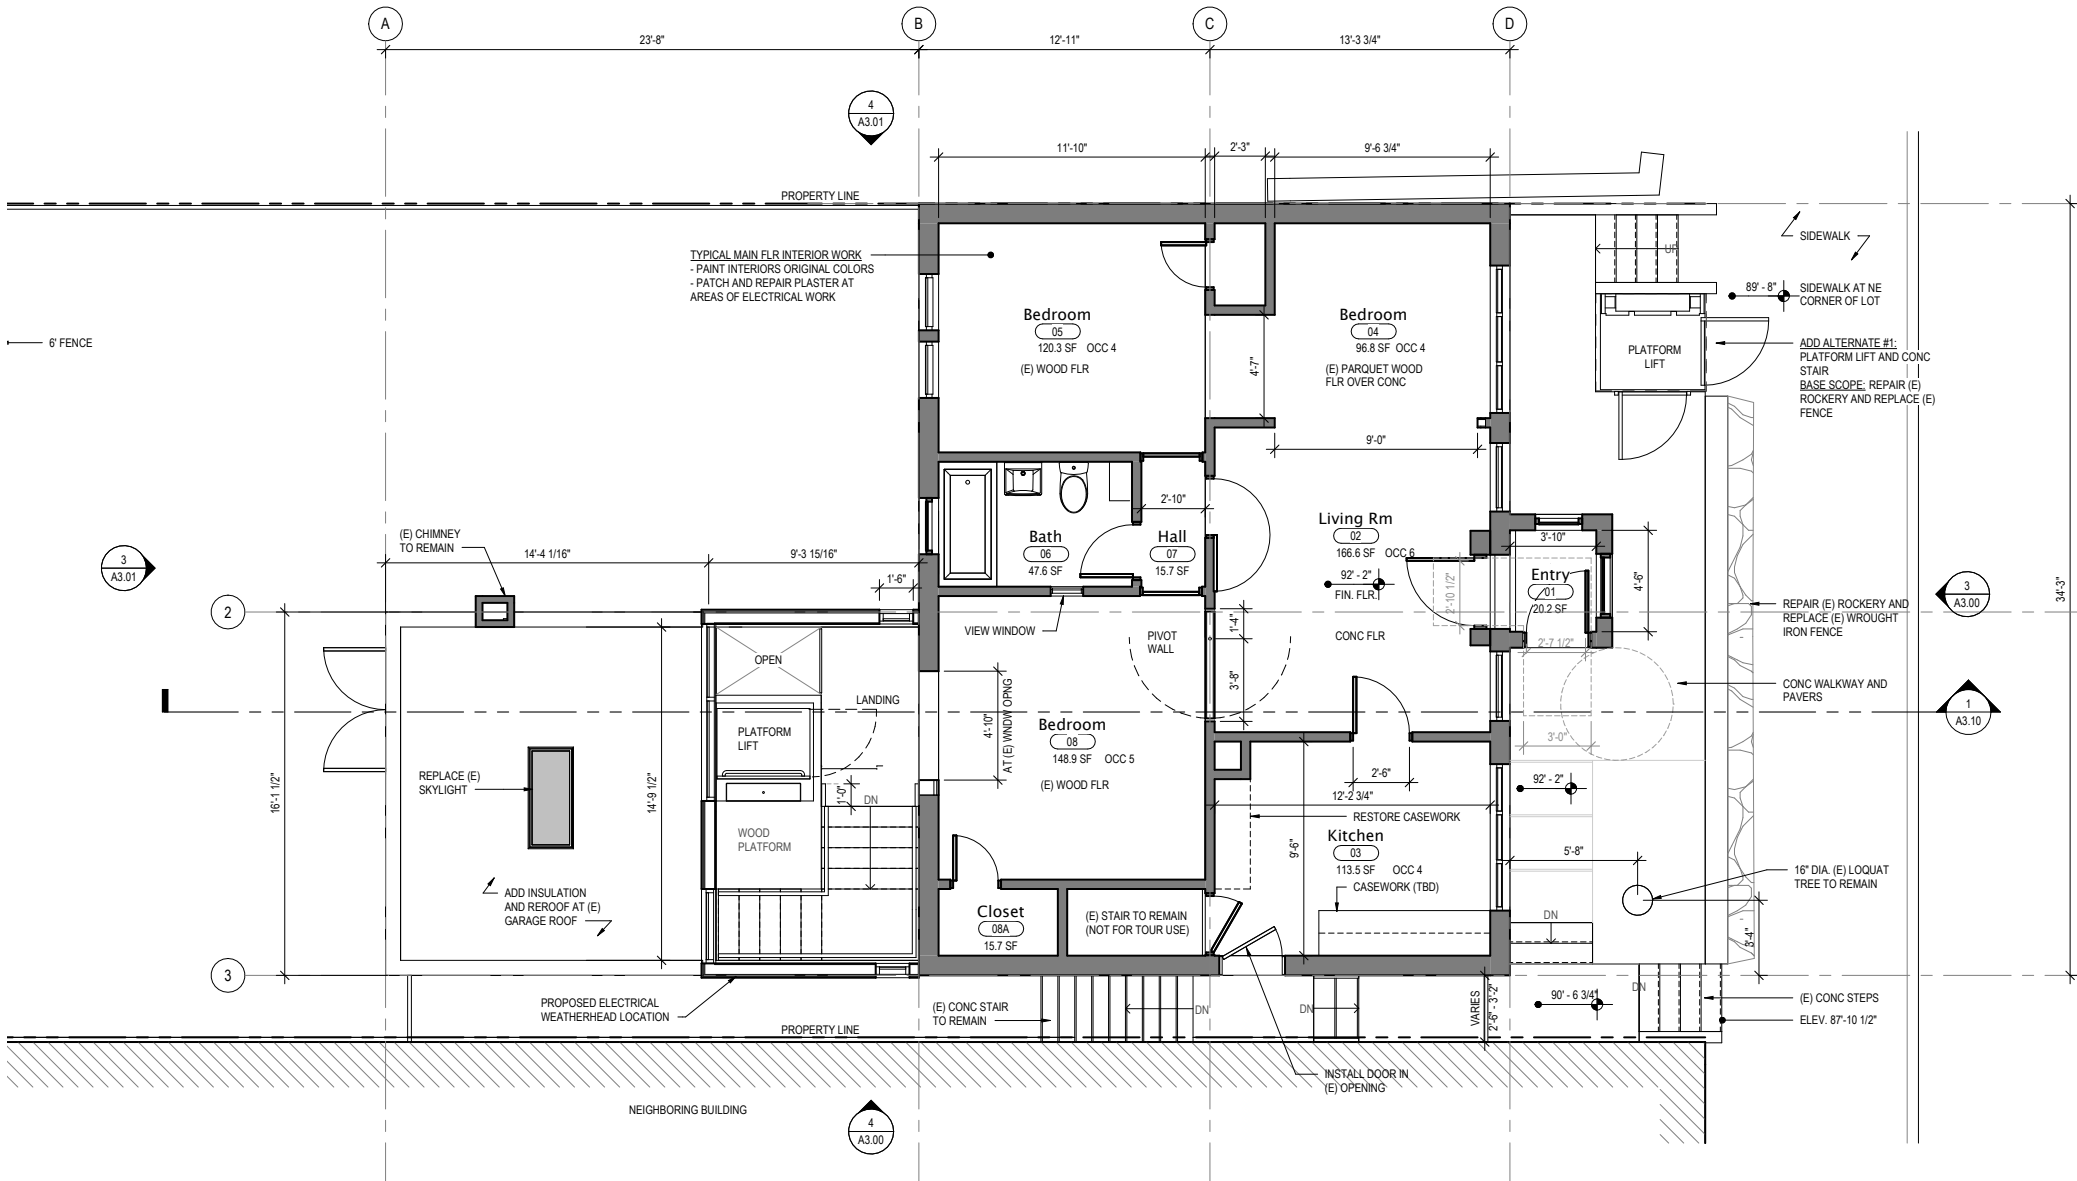 A
B
C
D
23'-8"
12'-11"
13'-3 3/4"
4
A3.01
11'-10"
2'-3"
9'-6 3/4"
PROPERTY LINE
TYPICAL MAIN FLR INTERIOR WORK
- PAINT INTERIORS ORIGINAL COLORS
- PATCH AND REPAIR PLASTER AT
AREAS OF ELECTRICAL WORK
6' FENCE
Bedroom
05
120.3 SF OCC 4
(E) WOOD FLR
4'-7"
Bedroom
04
96.8 SF OCC 4
(E) PARQUET WOOD
FLR OVER CONC
9'-0"
UP
SIDEWALK
89' - 8"
SIDEWALK AT NE
CORNER OF LOT
PLATFORM
LIFT
ADD ALTERNATE #1:
PLATFORM LIFT AND CONC
STAIR
BASE SCOPE: REPAIR (E)
ROCKERY AND REPLACE (E)
FENCE
34'-3"
3
A3.01
(E) CHIMNEY
TO REMAIN
14'-4 1/16"
9'-3 15/16"
1'-6"
Bath
06
47.6 SF
2'-10"
Hall
07
15.7 SF
Living Rm
02
166.6 SF OCC 6
92' - 2"
FIN. FLR.
CONC FLR
2'-10 1/2"
3'-10"
Entry
01
20.2 SF
4'-6"
2'-7 1/2"
3'-0"
3
A3.00
REPAIR (E) ROCKERY AND
REPLACE (E) WROUGHT
IRON FENCE
2
VIEW WINDOW
PIVOT
WALL
1'-4"
3'-8"
OPEN
LANDING
PLATFORM
LIFT
4'-10"
AT (E) WNDW OPNG
Bedroom
08
148.9 SF OCC 5
(E) WOOD FLR
CONC WALKWAY AND
PAVERS
1
A3.10
16'-1 1/2"
REPLACE (E)
SKYLIGHT
14'-9 1/2"
1'-0"
DN
WOOD
PLATFORM
2'-6"
12'-2 3/4"
RESTORE CASEWORK
9'-6"
Kitchen
03
113.5 SF OCC 4
CASEWORK (TBD)
92' - 2"
5'-8"
16" DIA. (E) LOQUAT
TREE TO REMAIN
ADD INSULATION
AND REROOF AT (E)
GARAGE ROOF
Closet
08A
15.7 SF
(E) STAIR TO REMAIN
(NOT FOR TOUR USE)
DN
3'-4"
3
PROPOSED ELECTRICAL
WEATHERHEAD LOCATION
PROPERTY LINE
(E) CONC STAIR
TO REMAIN
DN
DN
VARIES
2'-6" - 3'-2"
90' - 6 3/4"
DN
(E) CONC STEPS
ELEV. 87'-10 1/2"
INSTALL DOOR IN
(E) OPENING
NEIGHBORING BUILDING
4
A3.00